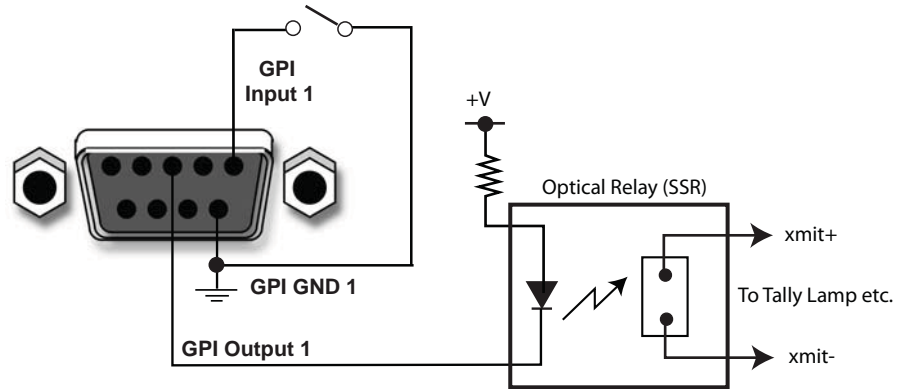 GPI
Input 1
+V
Optical Relay (SSR)
xmit+
To Tally Lamp etc.
GPI GND 1
GPI Output 1
xmit-